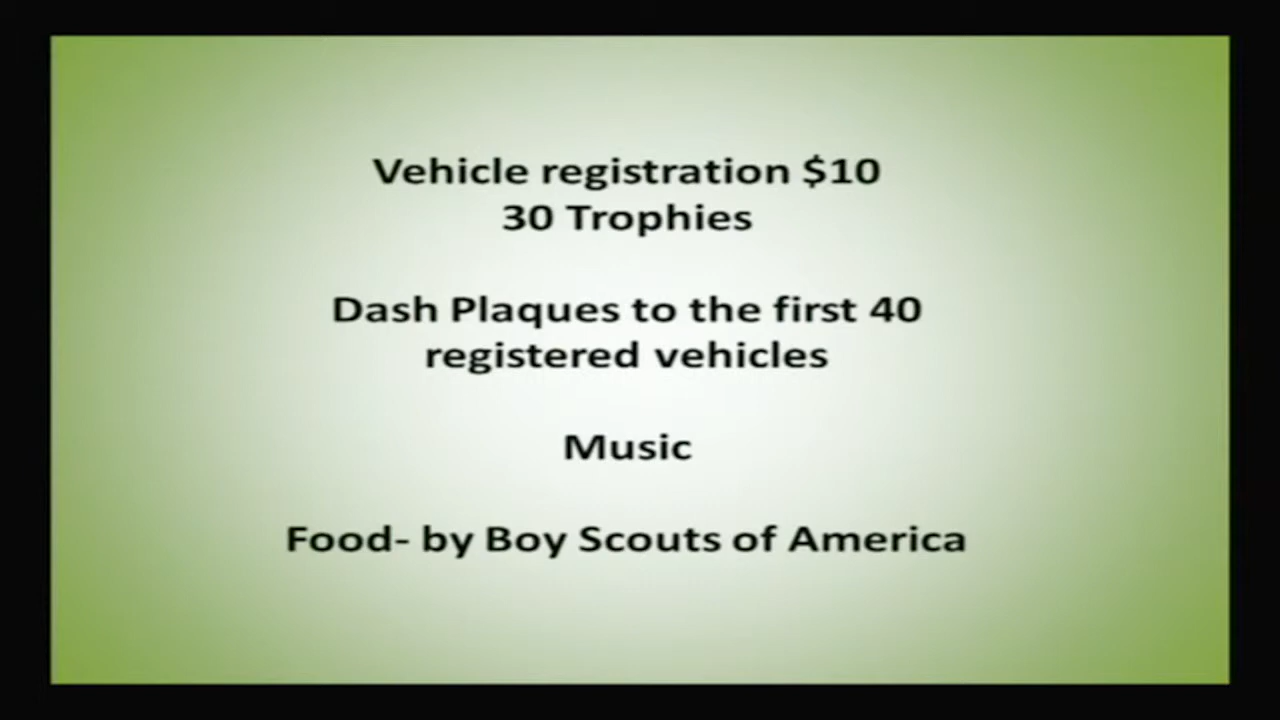 Vehicle registration $10
30 Trophies
Dash Plaques to the first 40
registered vehicles
Music
Food- by Boy Scouts of America